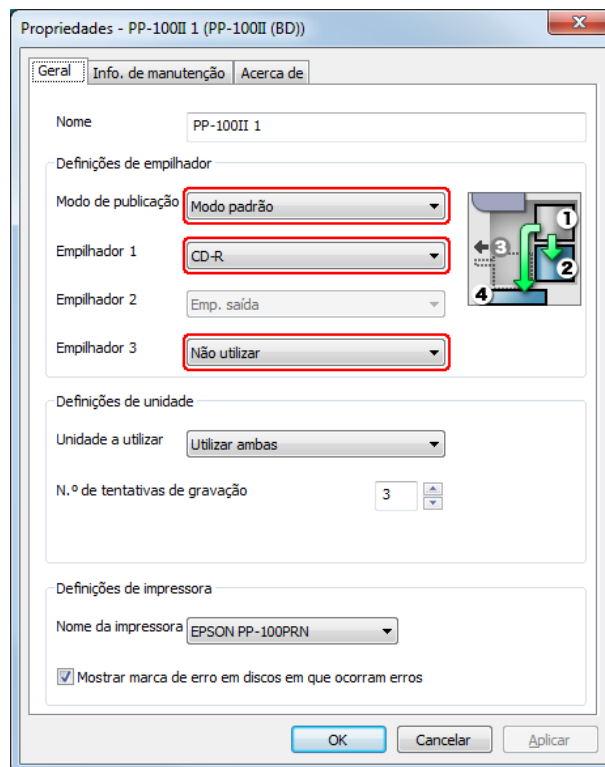 Propriedades - PP-100II 1 (PP-100II (BD))
Geral Info. de manutenção Acerca de
Nome PP-100II 1
Definições de empilhador
Modo de publicação Modo padrão
Empilhador 1 CD-R
Empilhador 2 Emp. saída
Empilhador 3 Não utilizar
1
3
2
4
Definições de unidade
Unidade a utilizar Utilizar ambas
N.º de tentativas de gravação 3
Definições de impressora
Nome da impressora EPSON PP-100PRN
Mostrar marca de erro em discos em que ocorram erros
OK Cancelar Aplicar